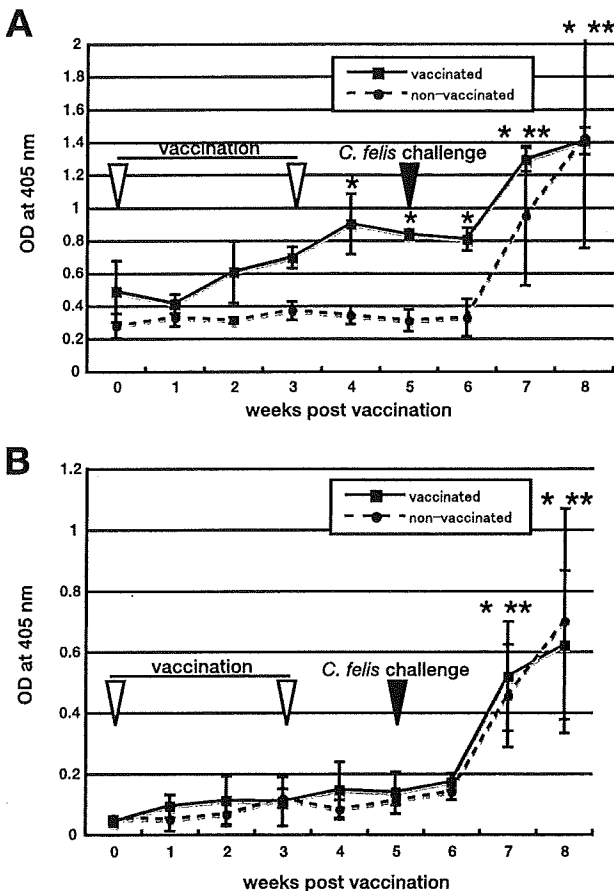 A
* **
2
1.8
1.6
1.4
1.2
1
0.8
0.6
0.4
0.2
0
OD at 405 nm
vaccinated
non-vaccinated
vaccination
C. felis challenge
* **
*
*
*
0 1 2 3 4 5 6 7 8
weeks post vaccination
B
1.2
1
0.8
0.6
0.4
0.2
0
OD at 405 nm
vaccinated
non-vaccinated
* **
* **
vaccination
C. felis challenge
0 1 2 3 4 5 6 7 8
weeks post vaccination